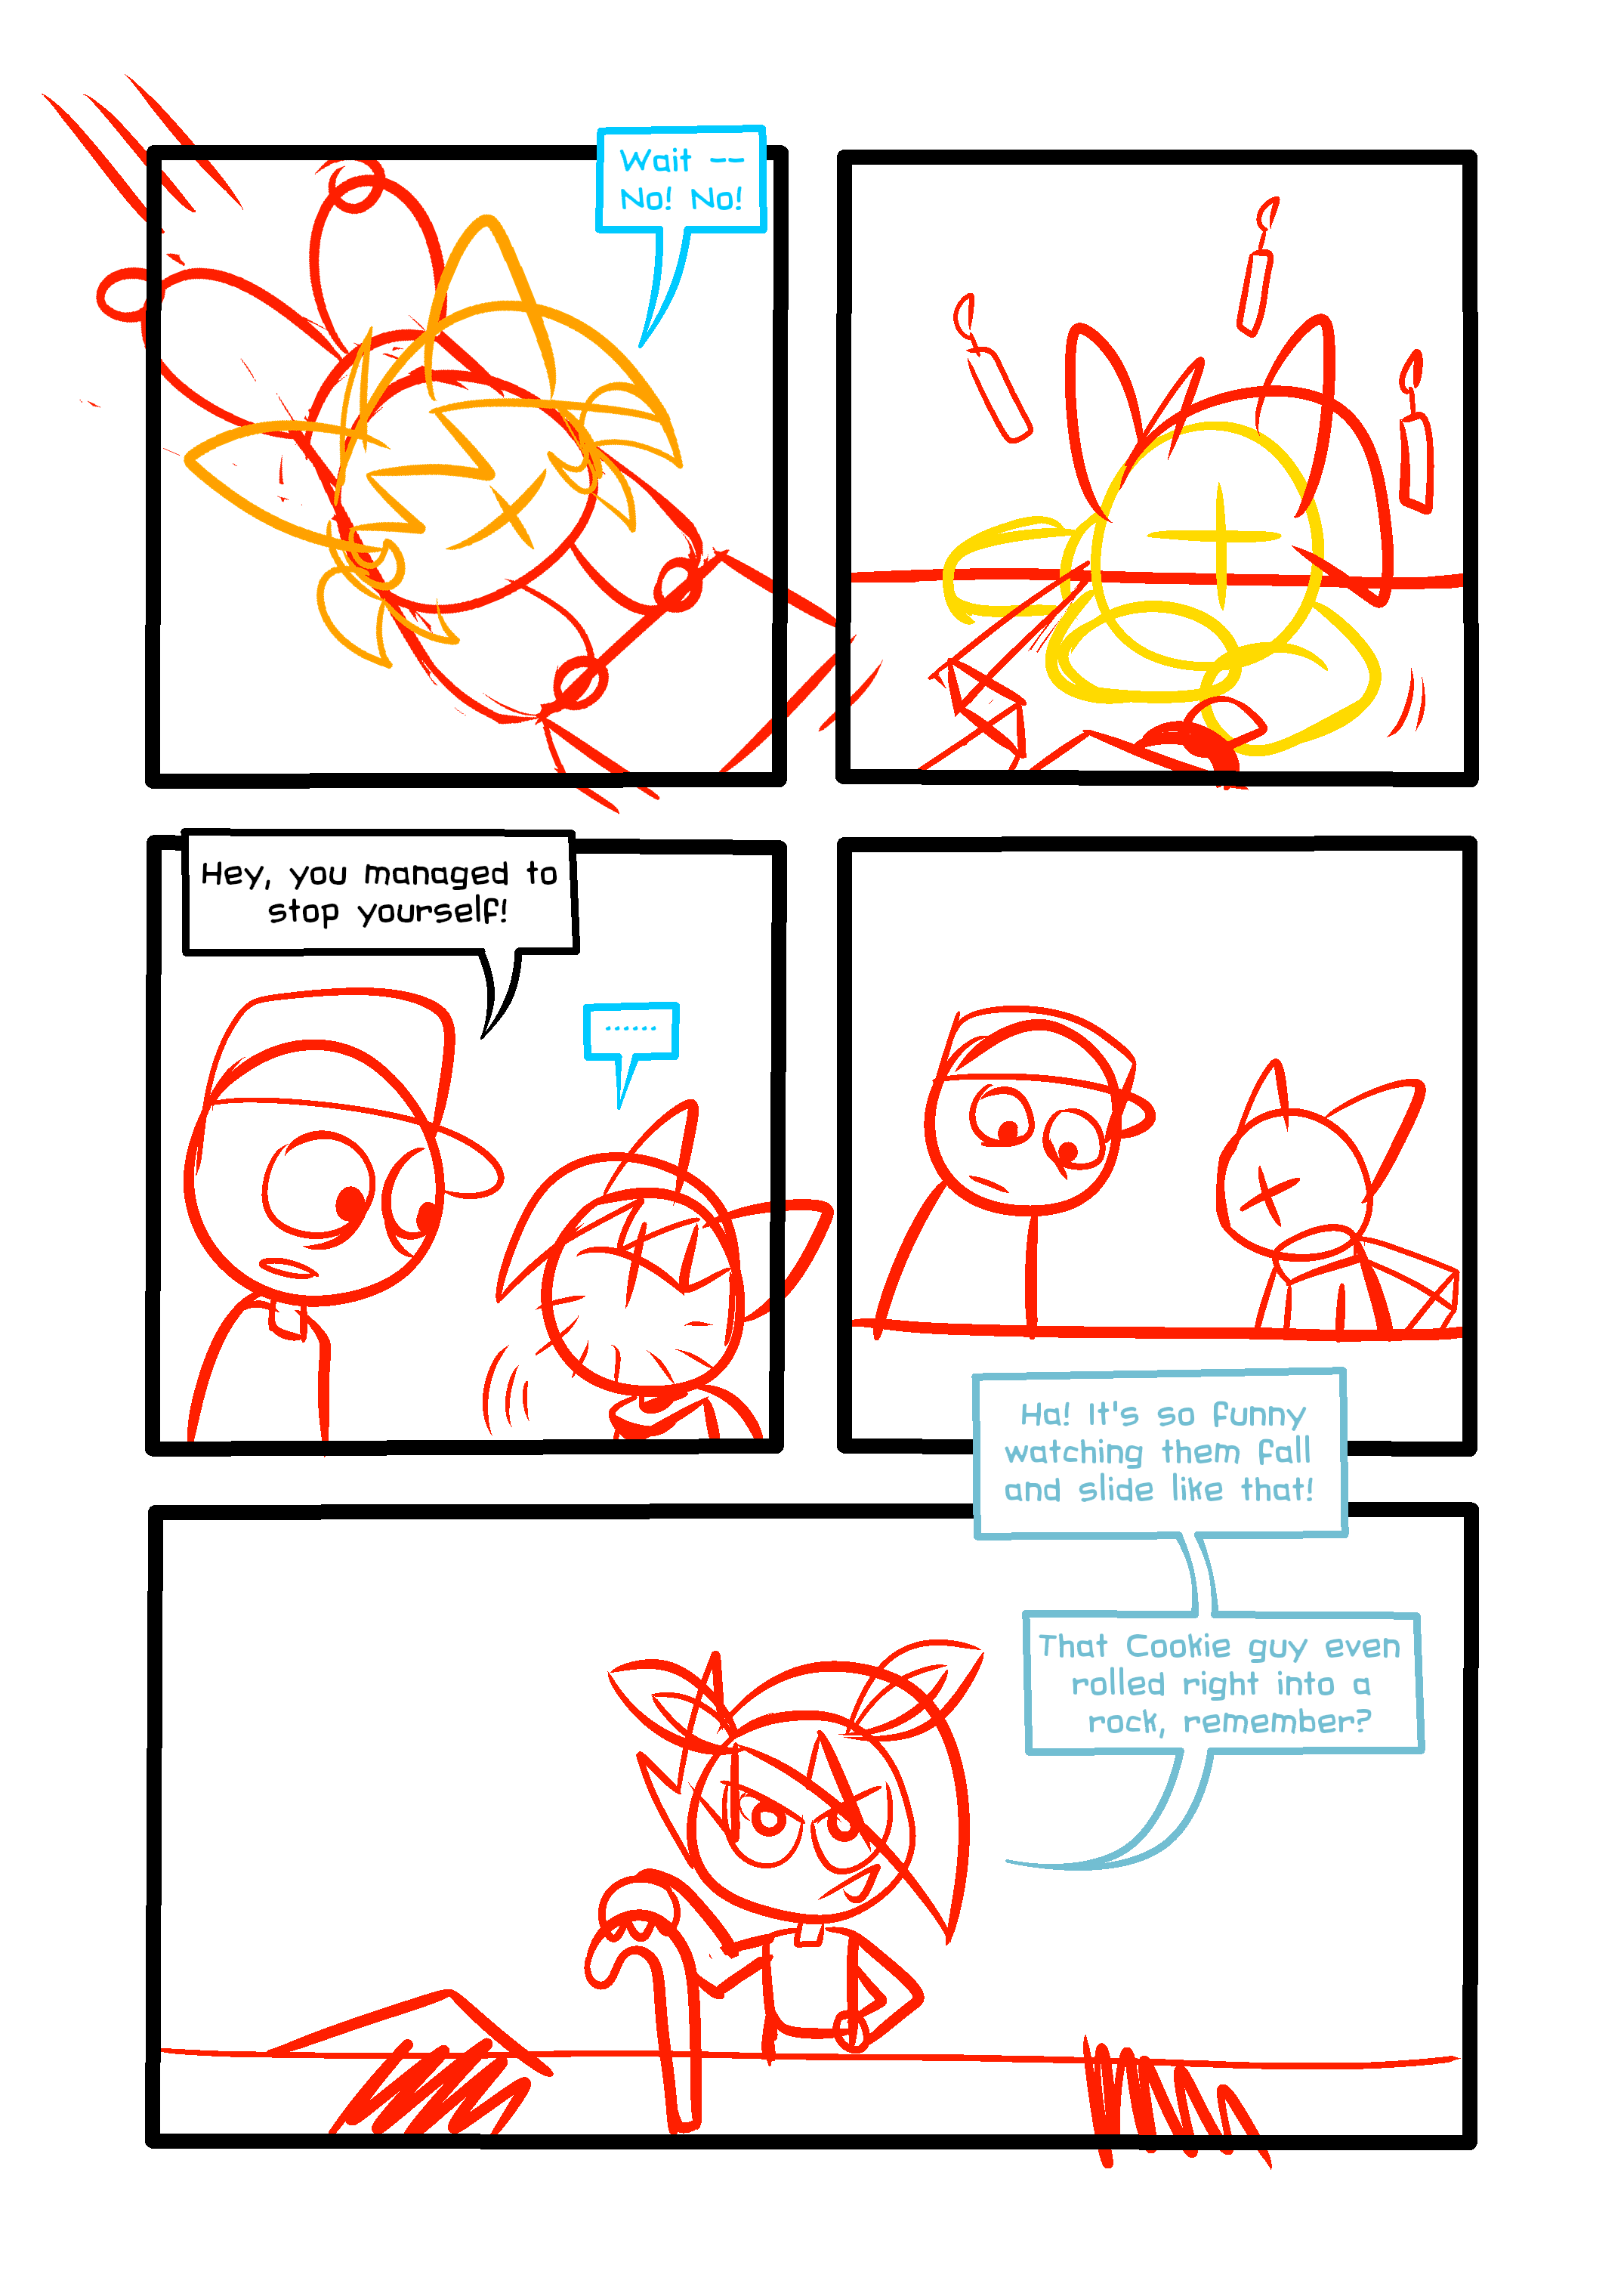 Wait --
No! No!
Hey, you managed to
stop yourself!
......
Ha! It's so funny
watching them fall
and slide like that!
That Cookie guy even
rolled right into a
rock, remember?